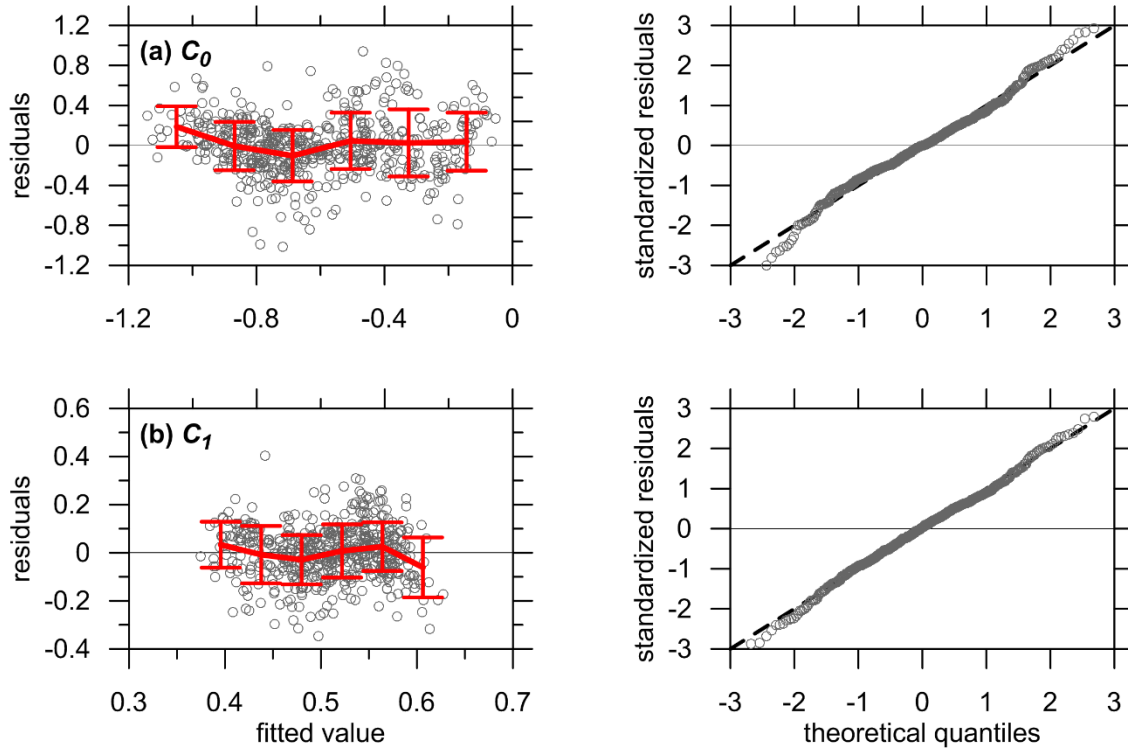 (a) C0
residuals
1.2
0.8
0.4
0
-0.4
-0.8
-1.2
-1.2 -0.8 -0.4 0
standardized residuals
3
2
1
0
-1
-2
-3
-3 -2 -1 0 1 2 3
(b) C1
residuals
0.6
0.4
0.2
0
-0.2
-0.4
0.3 0.4 0.5 0.6 0.7
fitted value
standardized residuals
3
2
1
0
-1
-2
-3
-3 -2 -1 0 1 2 3
theoretical quantiles